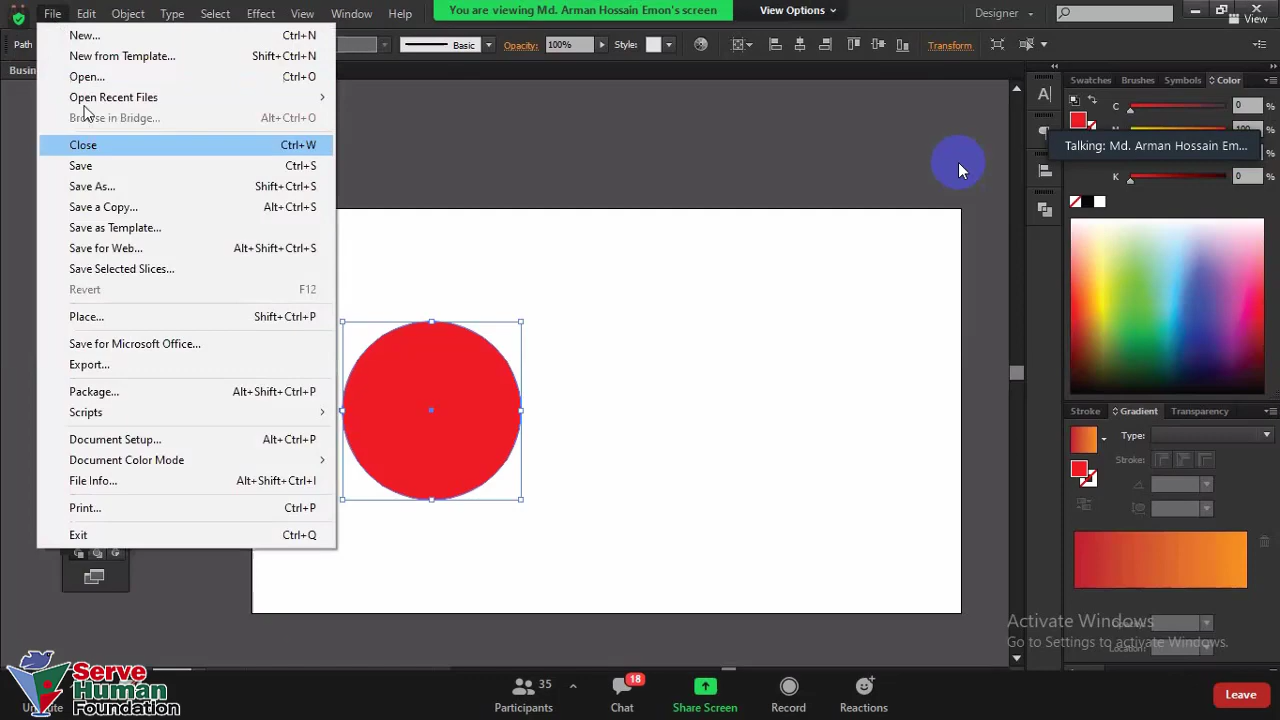 File Edit Object Type Select Effect View Window Help
You are viewing Md. Arman Hossain Emon's screen
View Options
Designer
View
Path
Basic
Opacity: 100%
Style:
Transform
New... Ctrl+N
New from Template... Shift+Ctrl+N
Open... Ctrl+O
Open Recent Files
Browse in Bridge... Alt+Ctrl+O
Close Ctrl+W
Save Ctrl+S
Save As... Shift+Ctrl+S
Save a Copy... Alt+Ctrl+S
Save as Template...
Save for Web... Alt+Shift+Ctrl+S
Save Selected Slices...
Revert F12
Place... Shift+Ctrl+P
Save for Microsoft Office...
Export...
Package... Alt+Shift+Ctrl+P
Scripts
Document Setup... Alt+Ctrl+P
Document Color Mode
File Info... Alt+Shift+Ctrl+I
Print... Ctrl+P
Exit Ctrl+Q
Busin
Swatches Brushes Symbols Color
C 0 %
Talking: Md. Arman Hossain Em...
%
K 0 %
Stroke Gradient Transparency
Type:
Stroke:
Location:
Activate Windows
Go to Settings to activate Windows.
Serve
Human
Foundation
35
Participants
18
Chat
Share Screen
Record
Reactions
Leave